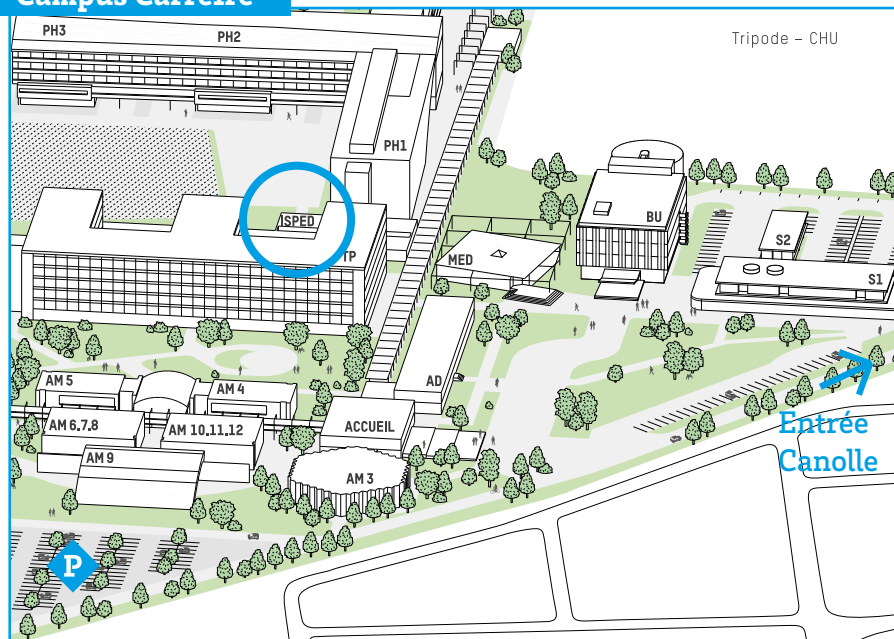 Campus Carreire
PH3
PH2
Tripode – CHU
PH1
BU
ISPED
TP
MED
S2
S1
AM 5
AM 4
AD
AM 6.7.8
AM 10.11.12
ACCUEIL
AM 9
AM 3
Entrée
Canolle
P